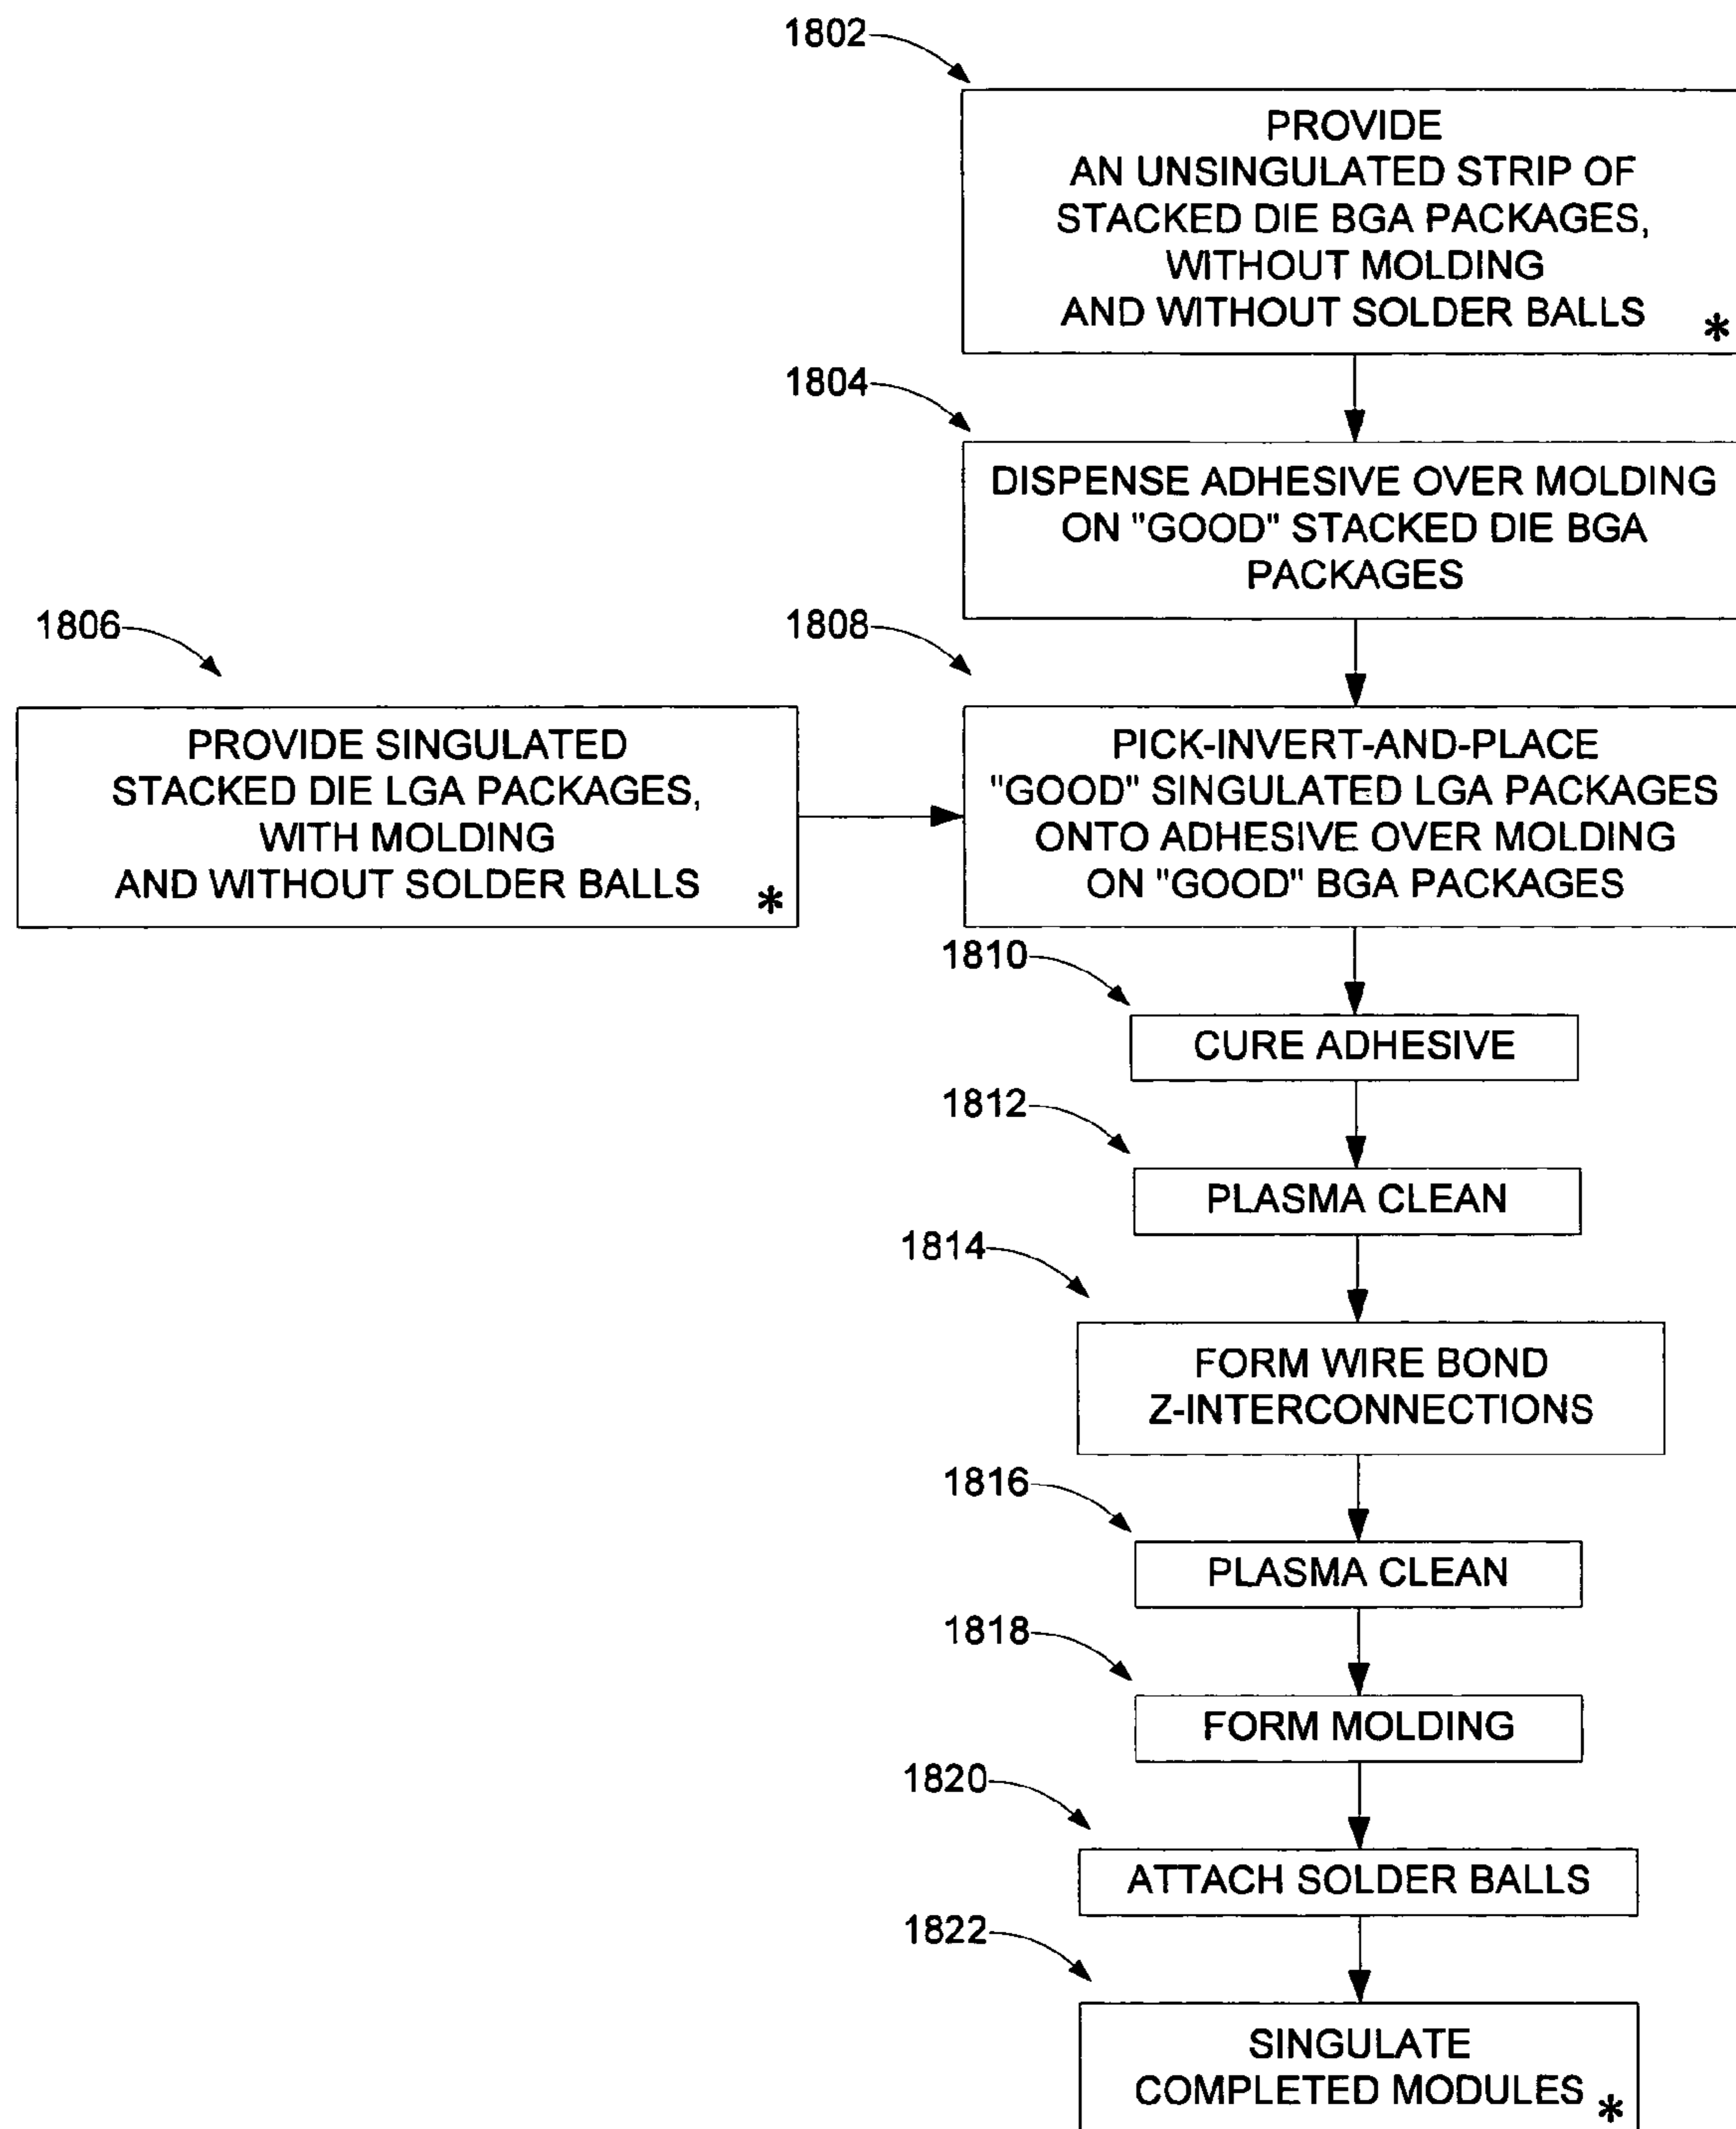 1802
PROVIDE
AN UNSINGULATED STRIP OF
STACKED DIE BGA PACKAGES,
WITHOUT MOLDING
AND WITHOUT SOLDER BALLS *
1804
DISPENSE ADHESIVE OVER MOLDING
ON "GOOD" STACKED DIE BGA
PACKAGES
1806
PROVIDE SINGULATED
STACKED DIE LGA PACKAGES,
WITH MOLDING
AND WITHOUT SOLDER BALLS *
1808
PICK-INVERT-AND-PLACE
"GOOD" SINGULATED LGA PACKAGES
ONTO ADHESIVE OVER MOLDING
ON "GOOD" BGA PACKAGES
1810
CURE ADHESIVE
1812
PLASMA CLEAN
1814
FORM WIRE BOND
Z-INTERCONNECTIONS
1816
PLASMA CLEAN
1818
FORM MOLDING
1820
ATTACH SOLDER BALLS
1822
SINGULATE
COMPLETED MODULES *